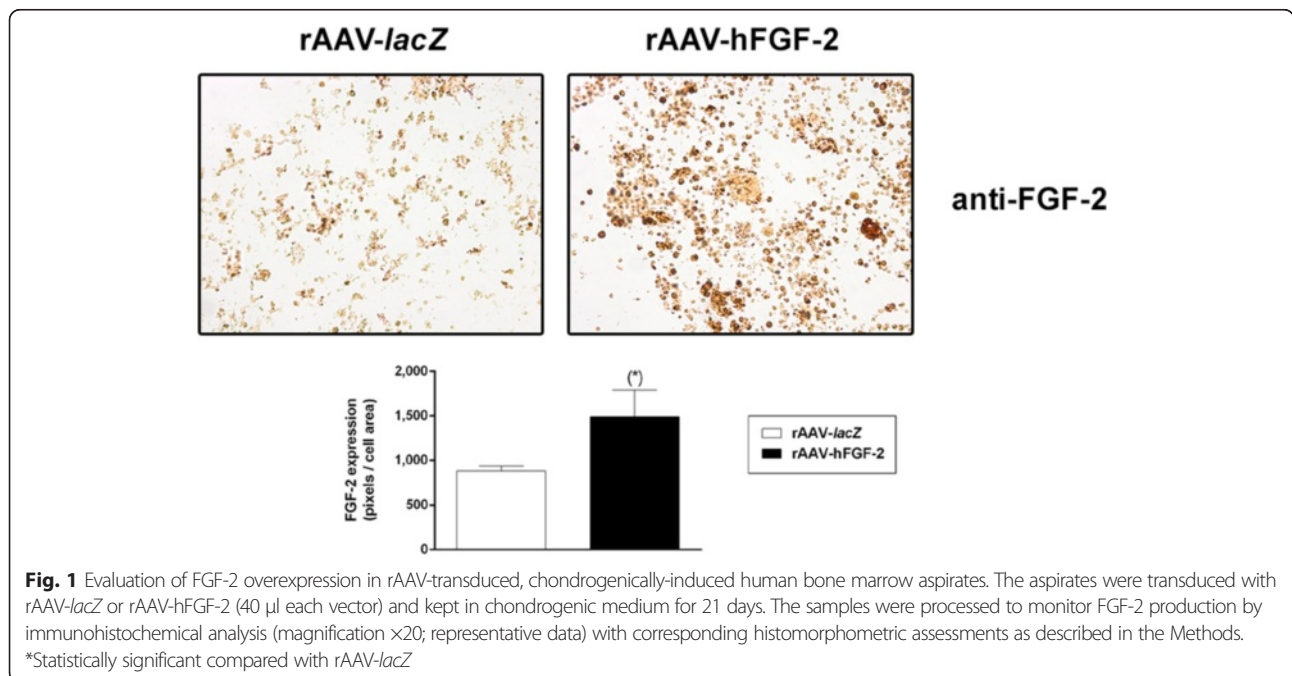 rAAV-lacZ
rAAV-hFGF-2
anti-FGF-2
2,000
1,500
1,000
500
0
FGF-2 expression
(pixels / cell area)
(*)
rAAV-lacZ
rAAV-hFGF-2
Fig. 1 Evaluation of FGF-2 overexpression in rAAV-transduced, chondrogenically-induced human bone marrow aspirates. The aspirates were transduced with
rAAV-lacZ or rAAV-hFGF-2 (40 μl each vector) and kept in chondrogenic medium for 21 days. The samples were processed to monitor FGF-2 production by
immunohistochemical analysis (magnification ×20; representative data) with corresponding histomorphometric assessments as described in the Methods.
*Statistically significant compared with rAAV-lacZ